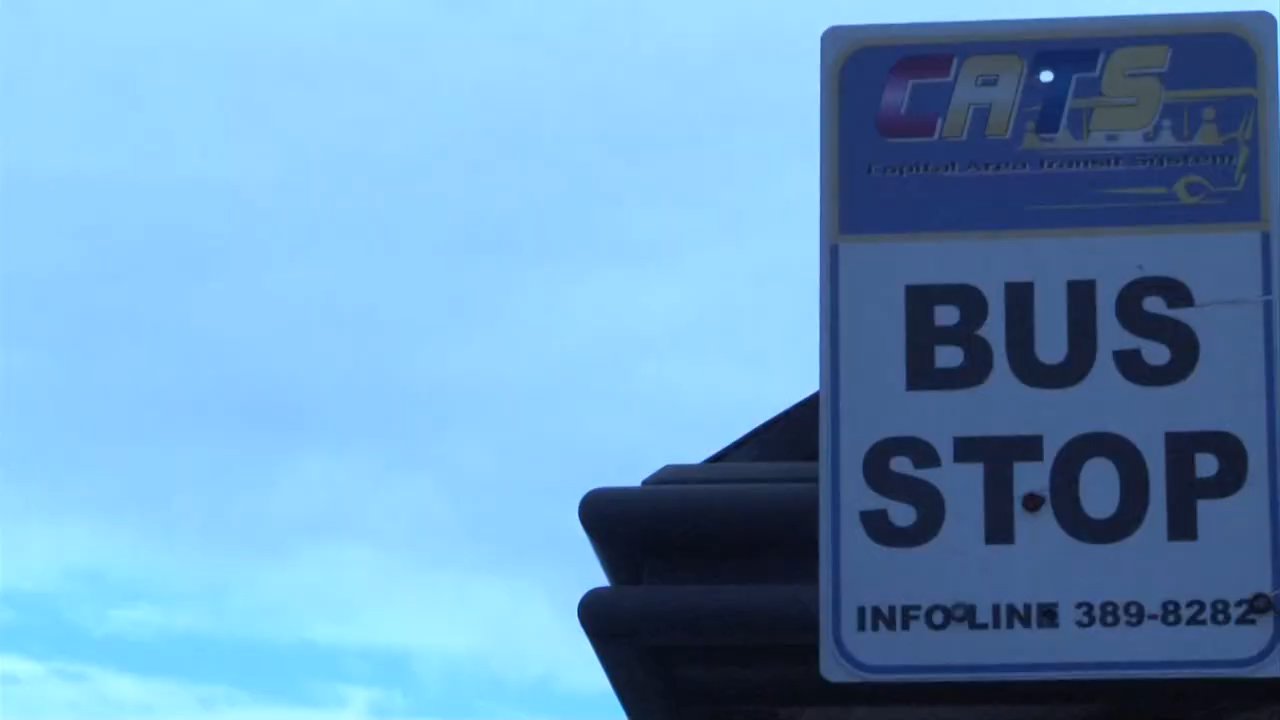 CATS
Capital Area Transit System
BUS
STOP
INFO LINE 389-8282